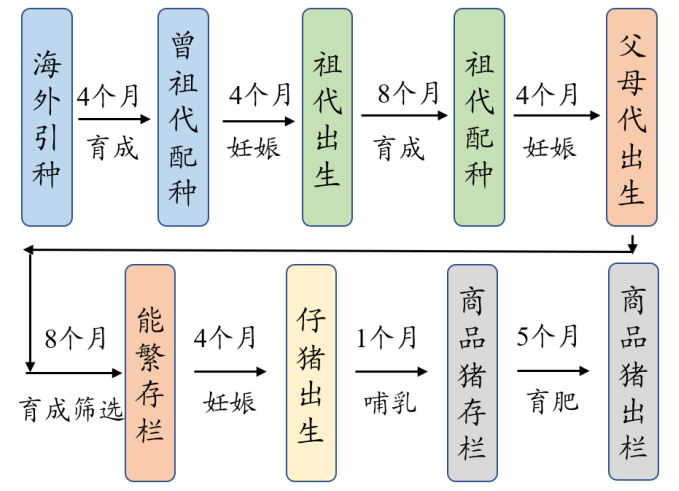 海外引种
4个月
育成
曾祖代配种
4个月
妊娠
祖代出生
8个月
育成
祖代配种
4个月
妊娠
父母代出生
8个月
育成筛选
能繁存栏
4个月
妊娠
仔猪出生
1个月
哺乳
商品猪存栏
5个月
育肥
商品猪出栏